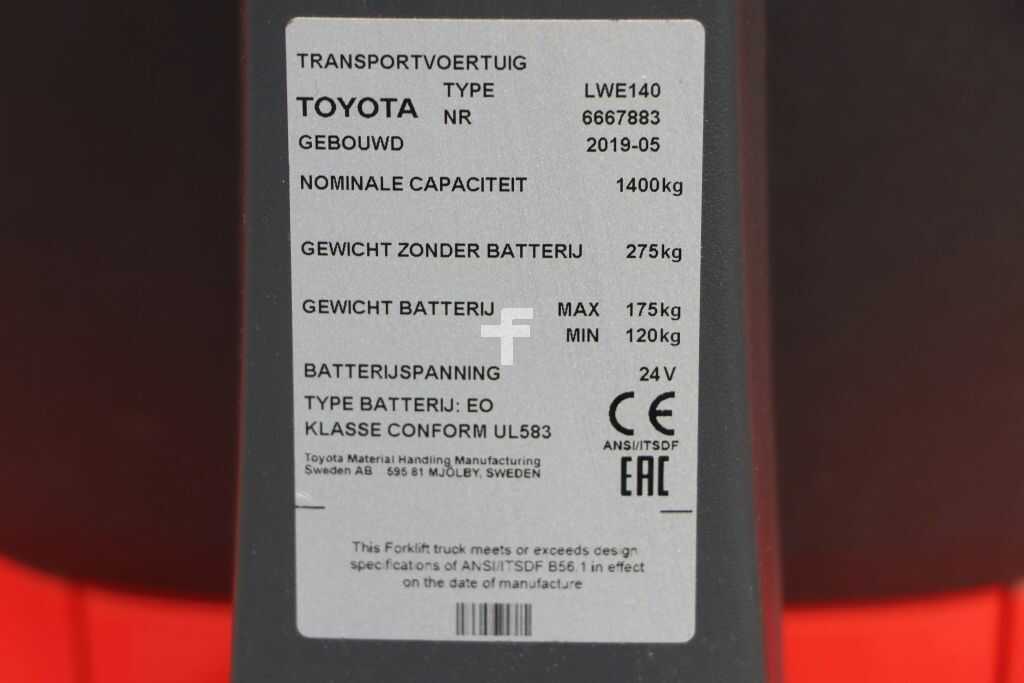 TRANSPORTVOERTUIG
TOYOTA TYPE LWE140
NR 6667883
GEBOUWD 2019-05
NOMINALE CAPACITEIT 1400kg
GEWICHT ZONDER BATTERIJ 275kg
GEWICHT BATTERIJ MAX 175kg
MIN 120kg
BATTERIJSPANNING 24V
TYPE BATTERIJ: EO
KLASSE CONFORM UL583
CE
ANSI/ITSDF
EAC
Toyota Material Handling Manufacturing
Sweden AB 595 81 MJÖLBY, SWEDEN
This Forklift truck meets or exceeds design
specifications of ANSI/ITSDF B56.1 in effect
on the date of manufacture